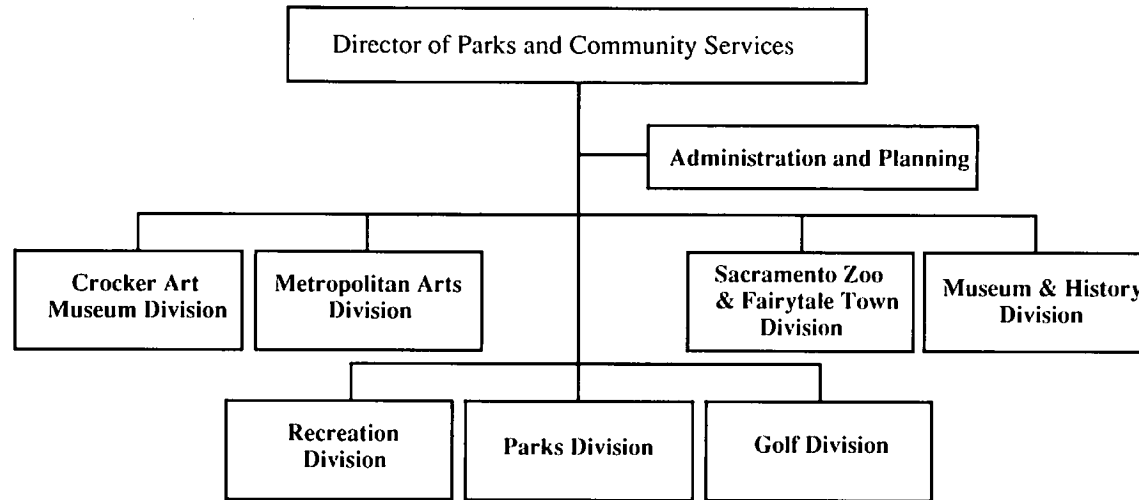 Director of Parks and Community Services
Administration and Planning
Crocker Art
Museum Division
Metropolitan Arts
Division
Sacramento Zoo
& Fairytale Town
Division
Museum & History
Division
Recreation
Division
Parks Division
Golf Division